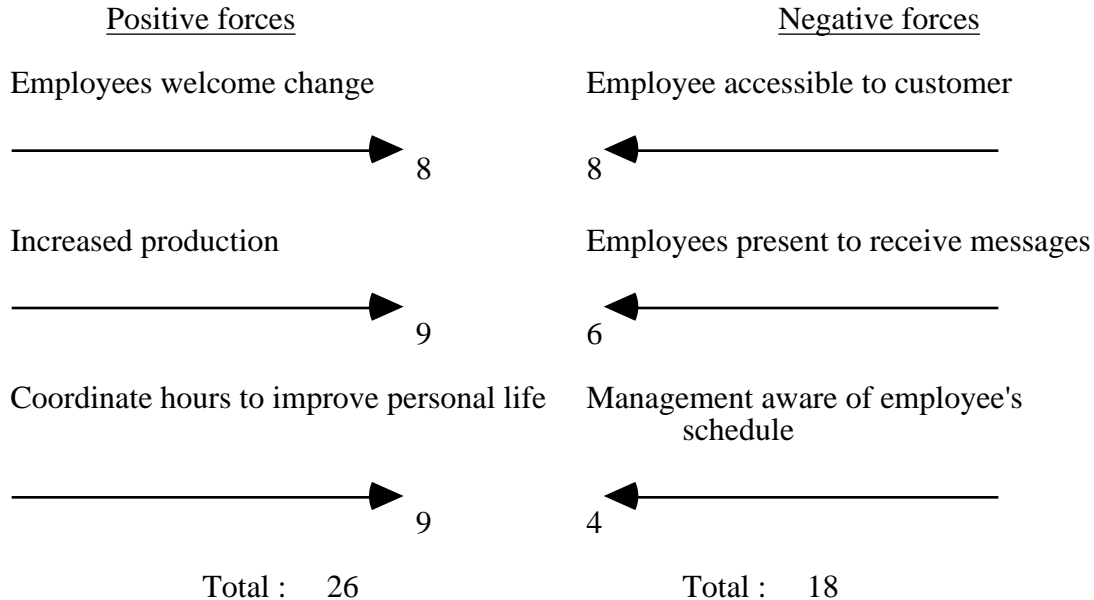 Positive forces Negative forces
Employees welcome change Employee accessible to customer
8 8
Increased production Employees present to receive messages
9 6
Coordinate hours to improve personal life Management aware of employee's
schedule
9 4
Total : 26 Total : 18